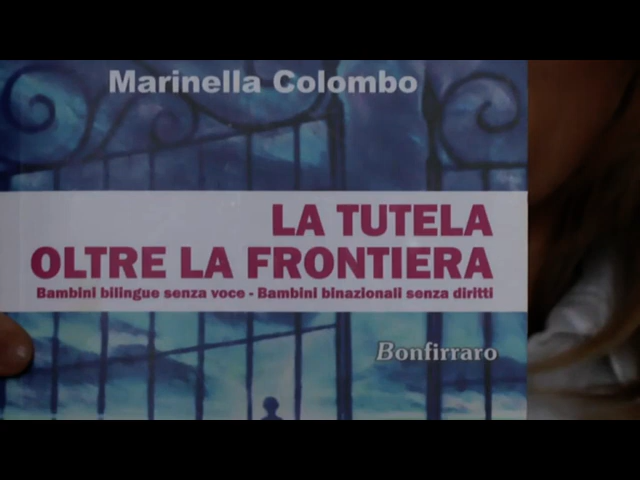 Marinella Colombo
LA TUTELA
OLTRE LA FRONTIERA
Bambini bilingue senza voce - Bambini binazionali senza diritti
Bonfirraro